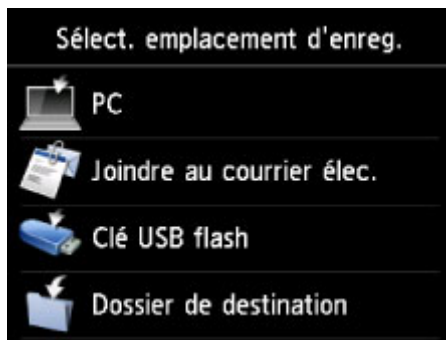 Sélect. emplacement d'enreg.
PC
Joindre au courrier élec.
Clé USB flash
Dossier de destination